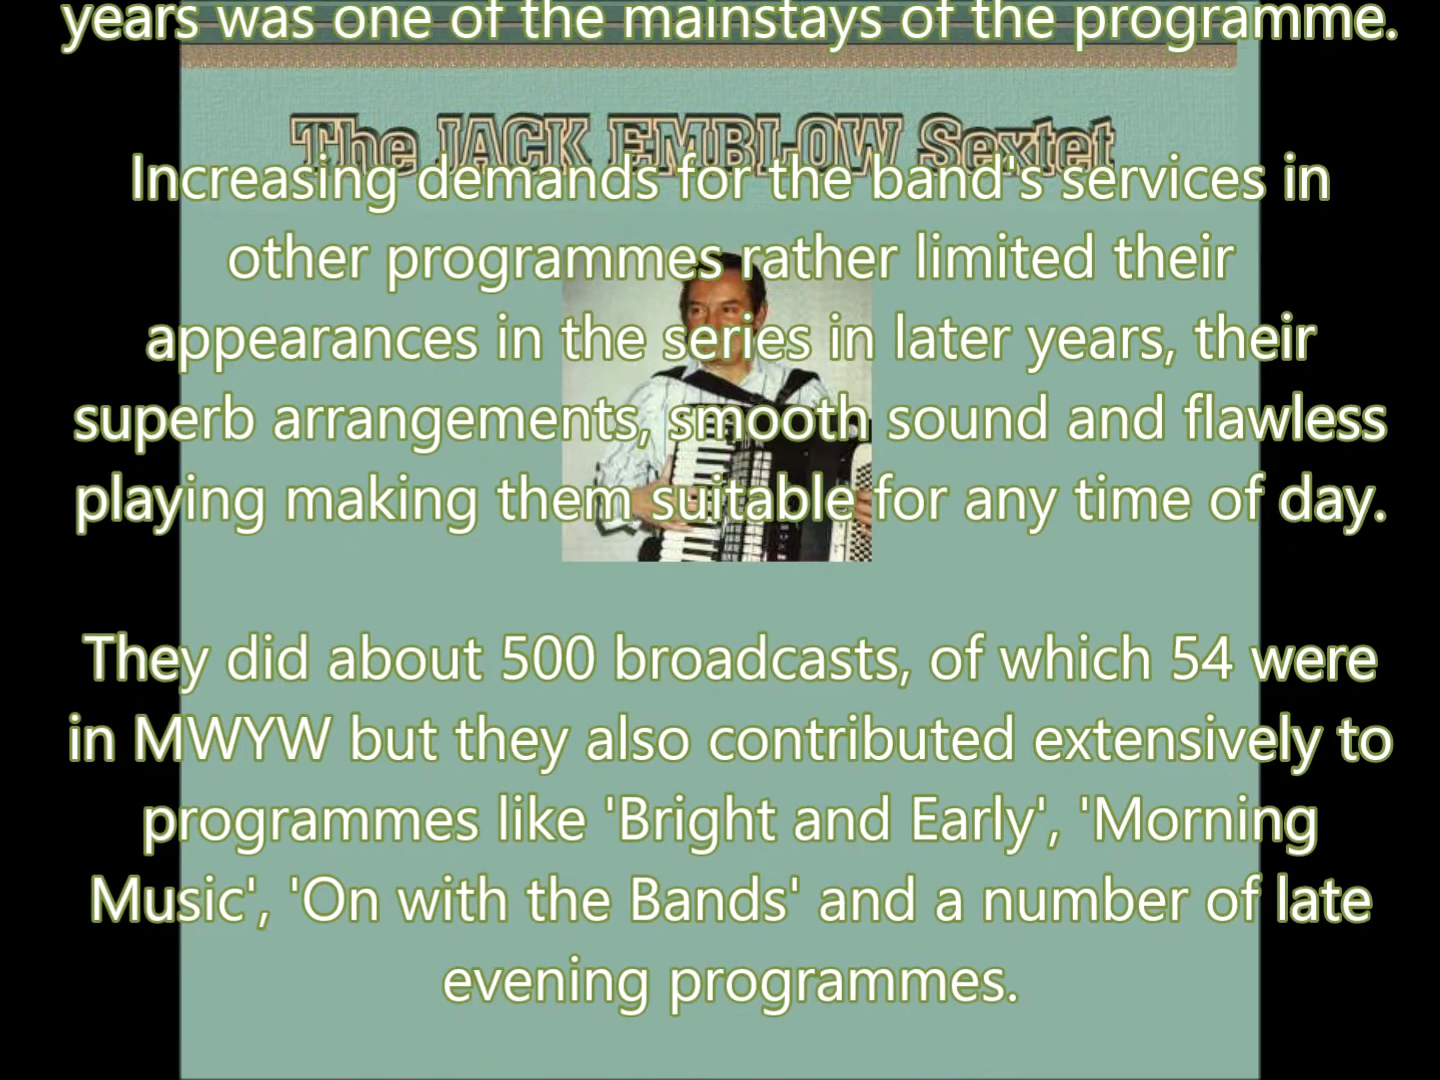 years was one of the mainstays of the programme.
The JACK EMBLOW Sextet
Increasing demands for the band's services in
other programmes rather limited their
appearances in the series in later years, their
superb arrangements, smooth sound and flawless
playing making them suitable for any time of day.
They did about 500 broadcasts, of which 54 were
in MWYW but they also contributed extensively to
programmes like 'Bright and Early', 'Morning
Music', 'On with the Bands' and a number of late
evening programmes.